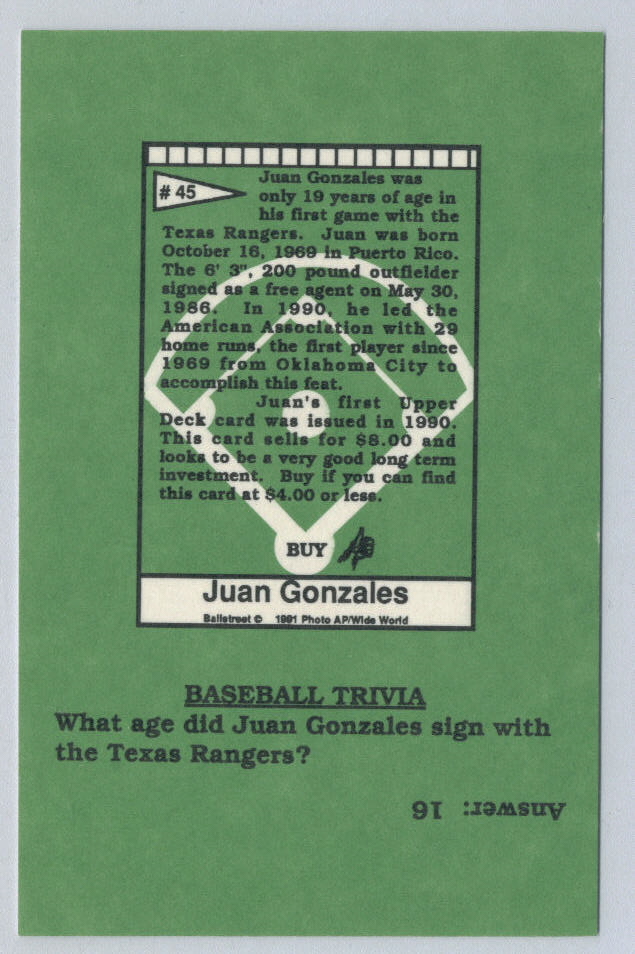 # 45
Juan Gonzales was
only 19 years of age in
his first game with the
Texas Rangers. Juan was born
October 16, 1969 in Puerto Rico.
The 6' 3", 200 pound outfielder
signed as a free agent on May 30,
1986. In 1990, he led the
American Association with 29
home runs, the first player since
1969 from Oklahoma City to
accomplish this feat.
Juan's first Upper
Deck card was issued in 1990.
This card sells for $8.00 and
looks to be a very good long term
investment. Buy if you can find
this card at $4.00 or less.
BUY
Juan Gonzales
Ballstreet © 1991 Photo AP/Wide World
BASEBALL TRIVIA
What age did Juan Gonzales sign with
the Texas Rangers?
Answer: 16